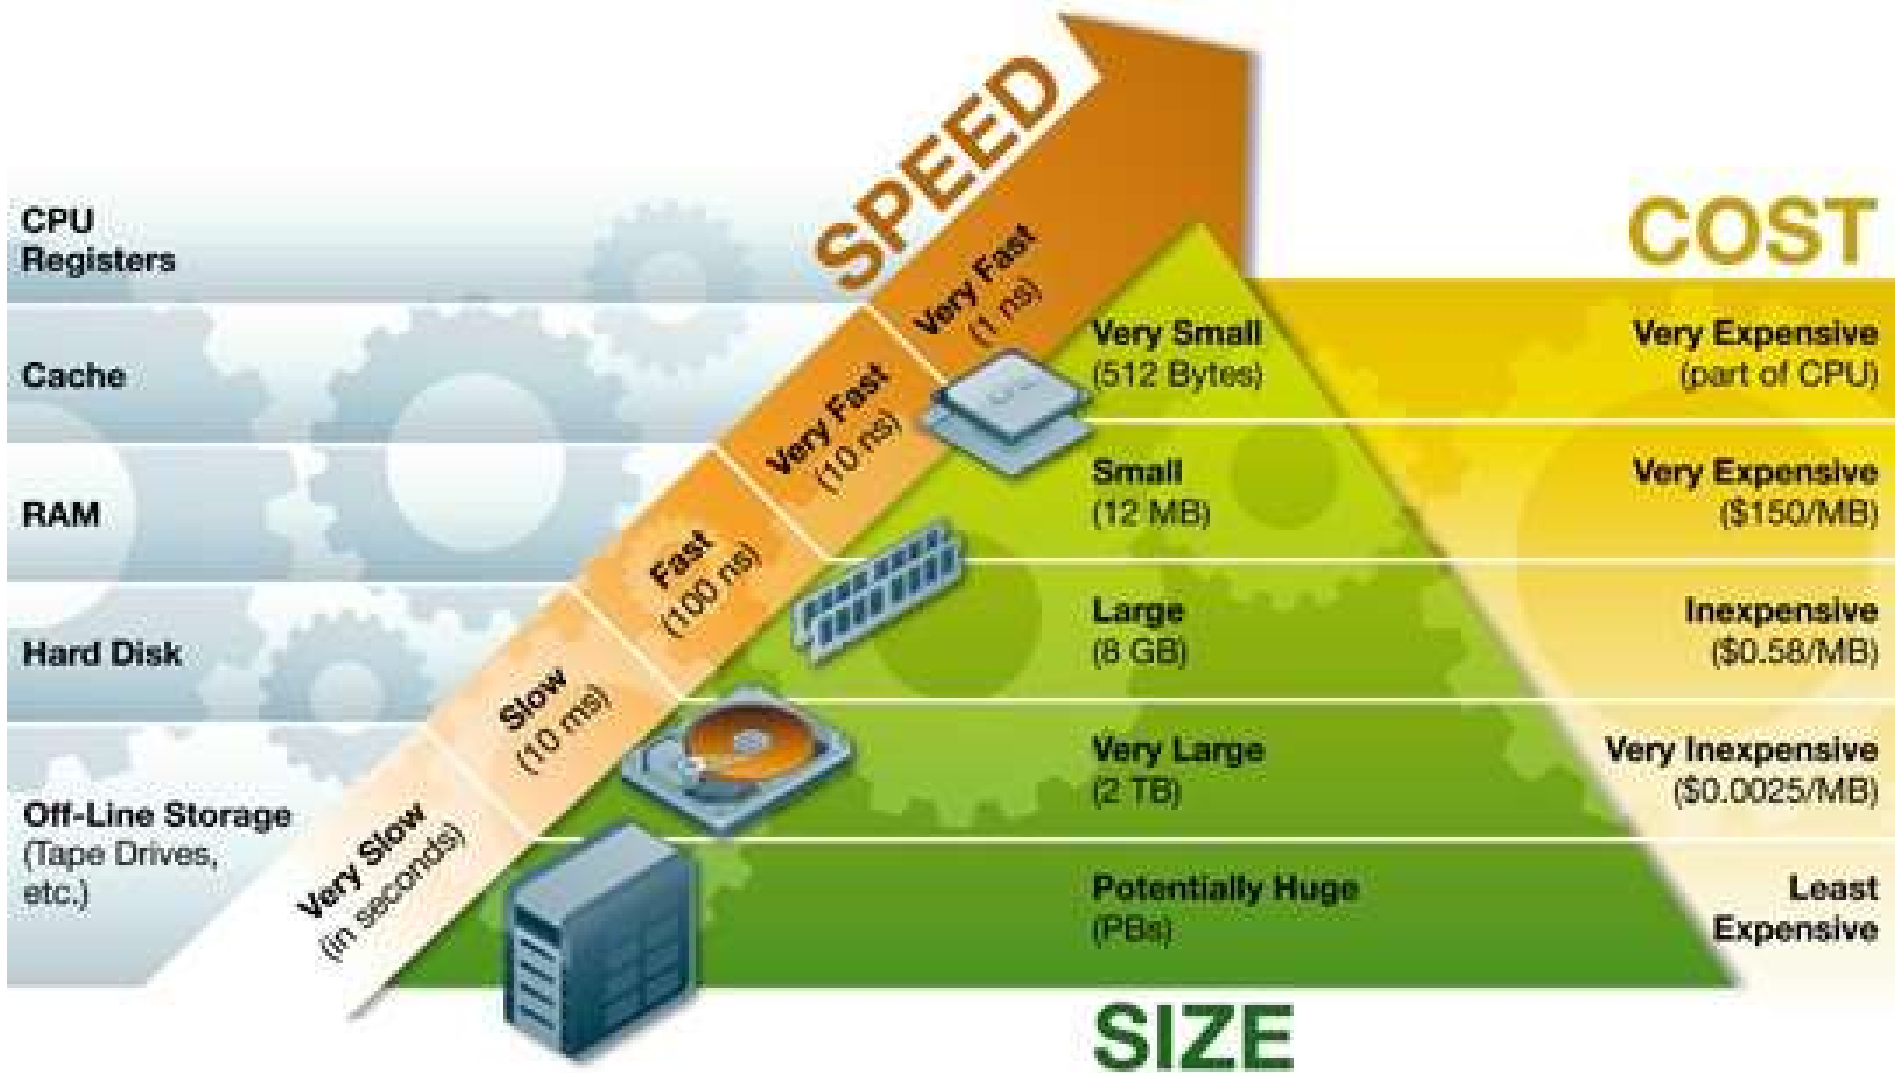 SPEED
COST
SIZE
CPU
Registers
Very Fast
(1 ns)
Very Small
(512 Bytes)
Very Expensive
(part of CPU)
Cache
Very Fast
(10 ns)
Small
(12 MB)
Very Expensive
($150/MB)
RAM
Fast
(100 ns)
Large
(8 GB)
Inexpensive
($0.58/MB)
Hard Disk
Slow
(10 ms)
Very Large
(2 TB)
Very Inexpensive
($0.0025/MB)
Off-Line Storage
(Tape Drives,
etc.)
Very Slow
(in seconds)
Potentially Huge
(PBs)
Least
Expensive